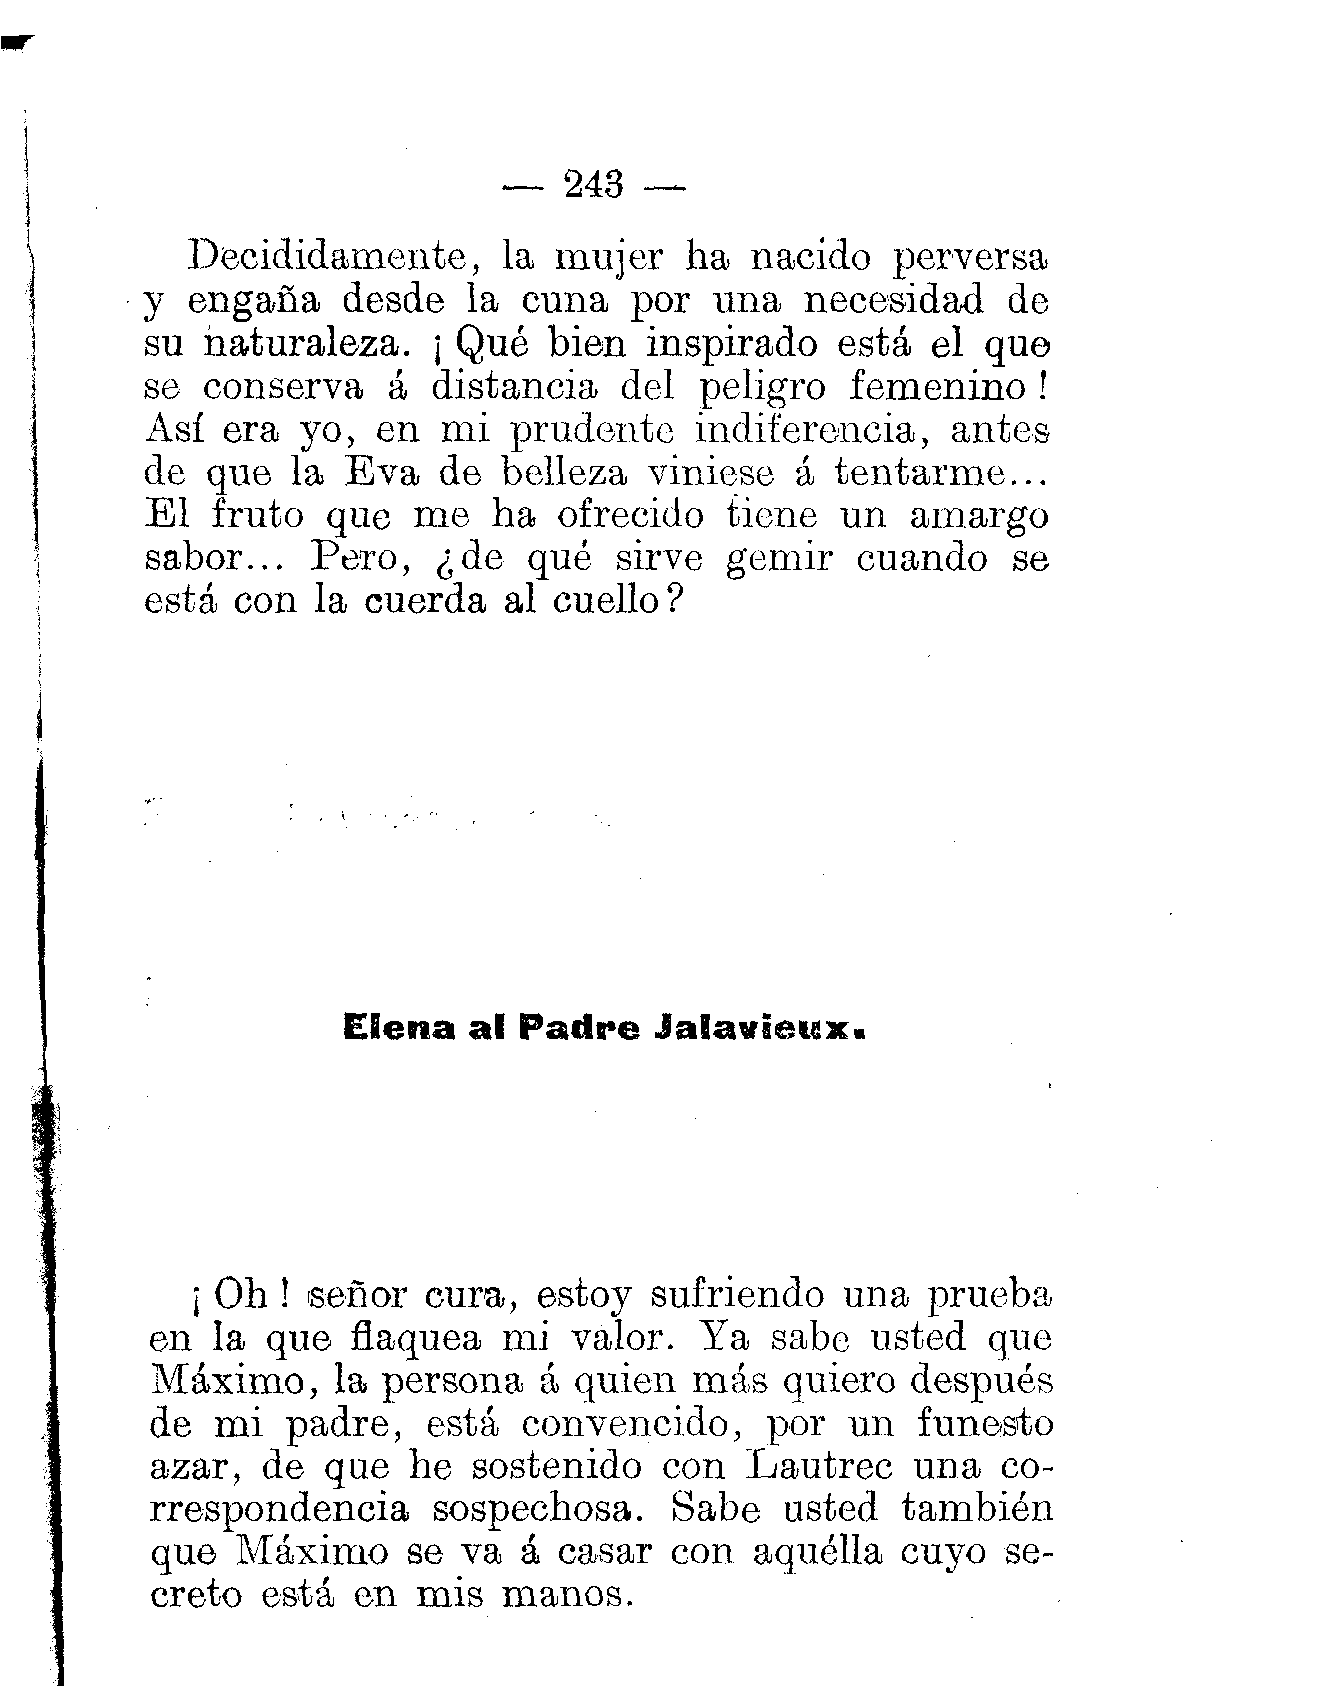 — 243 —
Decididamente, la mujer ha nacido perversa
y engaña desde la cuna por una necesidad de
su naturaleza. ¡ Qué bien inspirado está el que
se conserva á distancia del peligro femenino !
Así era yo, en mi prudente indiferencia, antes
de que la Eva de belleza viniese á tentarme...
El fruto que me ha ofrecido tiene un amargo
sabor... Pero, ¿de qué sirve gemir cuando se
está con la cuerda al cuello?
Elena al Padre Jalavieux.
¡ Oh ! señor cura, estoy sufriendo una prueba
en la que flaquea mi valor. Ya sabe usted que
Máximo, la persona á quien más quiero después
de mi padre, está convencido, por un funesto
azar, de que he sostenido con Lautrec una co-
rrespondencia sospechosa. Sabe usted también
que Máximo se va á casar con aquélla cuyo se-
creto está en mis manos.